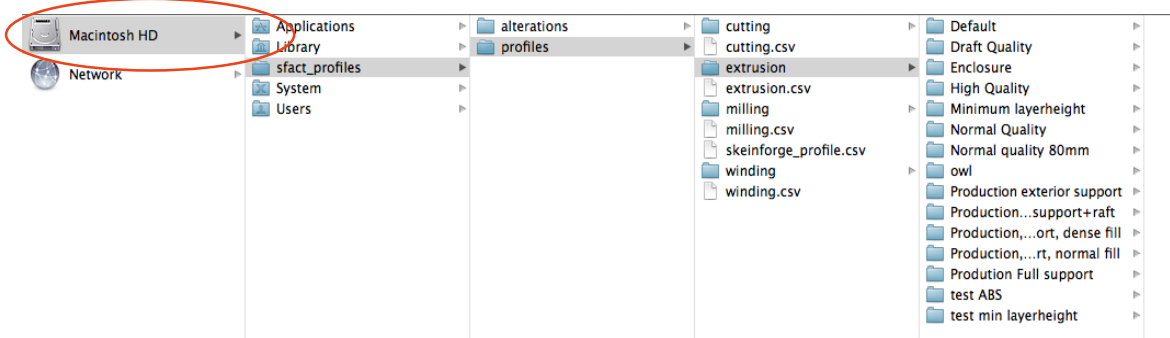 Macintosh HD
Network
Applications
Library
sfact_profiles
System
Users
alterations
profiles
cutting
cutting.csv
extrusion
extrusion.csv
milling
milling.csv
skeinforge_profile.csv
winding
winding.csv
Default
Draft Quality
Enclosure
High Quality
Minimum layerheight
Normal Quality
Normal quality 80mm
owl
Production exterior support
Production...support+raft
Production,...ort, dense fill
Production,...rt, normal fill
Prodution Full support
test ABS
test min layerheight